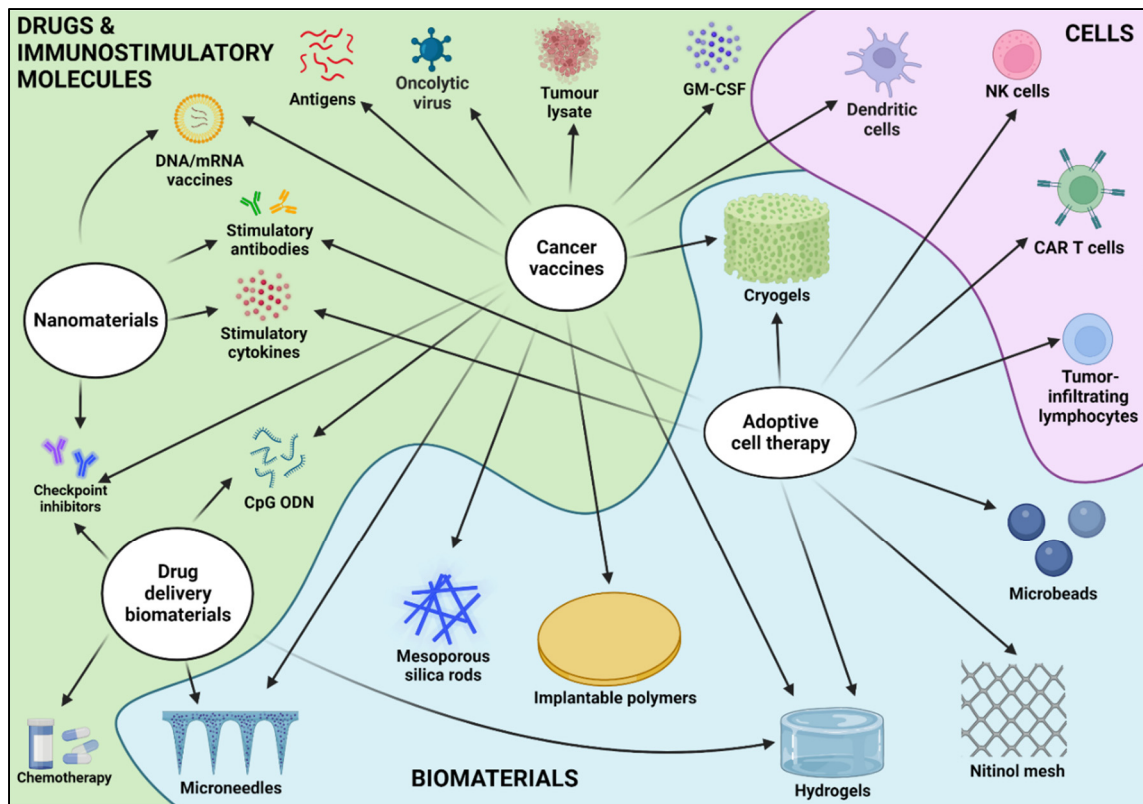 DRUGS &
IMMUNOSTIMULATORY
MOLECULES
CELLS
Antigens
Oncolytic
virus
Tumour
lysate
GM-CSF
Dendritic
cells
NK cells
DNA/mRNA
vaccines
Stimulatory
antibodies
Cancer
vaccines
CAR T cells
Cryogels
Nanomaterials
Stimulatory
cytokines
Tumor-
infiltrating
lymphocytes
Adoptive
cell therapy
Checkpoint
inhibitors
CpG ODN
Drug
delivery
biomaterials
Microbeads
Mesoporous
silica rods
Implantable polymers
Chemotherapy
Microneedles
BIOMATERIALS
Hydrogels
Nitinol mesh